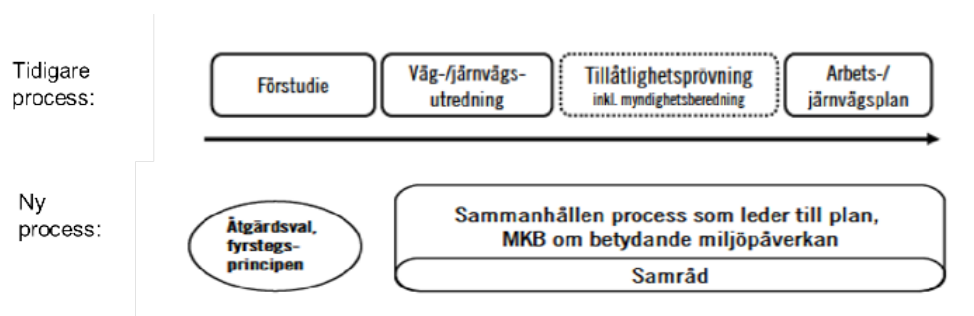 Tidigare
process:
Förstudie
Väg-/järnvägs-
utredning
Tillåtlighetsprövning
inkl. myndighetsberedning
Arbets-/
järnvägsplan
Ny
process:
Åtgärdsval,
fyrstegs-
principen
Sammanhållen process som leder till plan,
MKB om betydande miljöpåverkan
Samråd